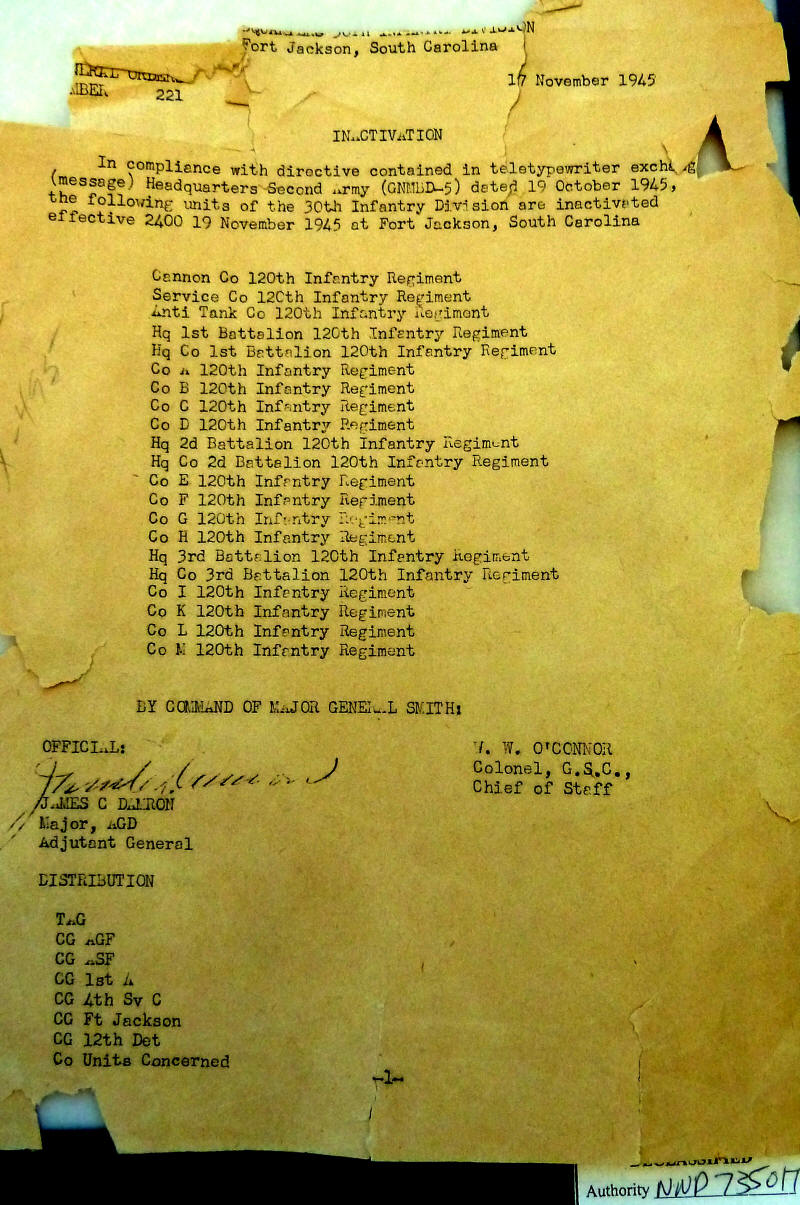 30TH INFANTRY DIVISION
Fort Jackson, South Carolina
17 November 1945
221
INACTIVATION
In compliance with directive contained in teletypewriter
(message) Headquarters Second Army (GNMBD-5) dated 19 October 1945,
the following units of the 30th Infantry Division are inactivated
effective 2400 19 November 1945 at Fort Jackson, South Carolina
Cannon Co 120th Infantry Regiment
Service Co 120th Infantry Regiment
Anti Tank Co 120th Infantry Regiment
Hq 1st Battalion 120th Infantry Regiment
Hq Co 1st Battalion 120th Infantry Regiment
Co A 120th Infantry Regiment
Co B 120th Infantry Regiment
Co C 120th Infantry Regiment
Co D 120th Infantry Regiment
Hq 2d Battalion 120th Infantry Regiment
Hq Co 2d Battalion 120th Infantry Regiment
Co E 120th Infantry Regiment
Co F 120th Infantry Regiment
Co G 120th Infantry Regiment
Co H 120th Infantry Regiment
Hq 3rd Battalion 120th Infantry Regiment
Hq Co 3rd Battalion 120th Infantry Regiment
Co I 120th Infantry Regiment
Co K 120th Infantry Regiment
Co L 120th Infantry Regiment
Co M 120th Infantry Regiment
BY COMMAND OF MAJOR GENERAL SMITH:
OFFICIAL:
JAMES C DAMRON
Major, AGD
Adjutant General
W. O'CONNOR
Colonel, G.S.C.,
Chief of Staff
DISTRIBUTION
TAG
CG AGF
CG ASF
CG 1st A
CG 4th Sv C
CG Ft Jackson
CG 12th Det
Co Units Concerned
-1-
DECLASSIFIED
Authority NND 735017